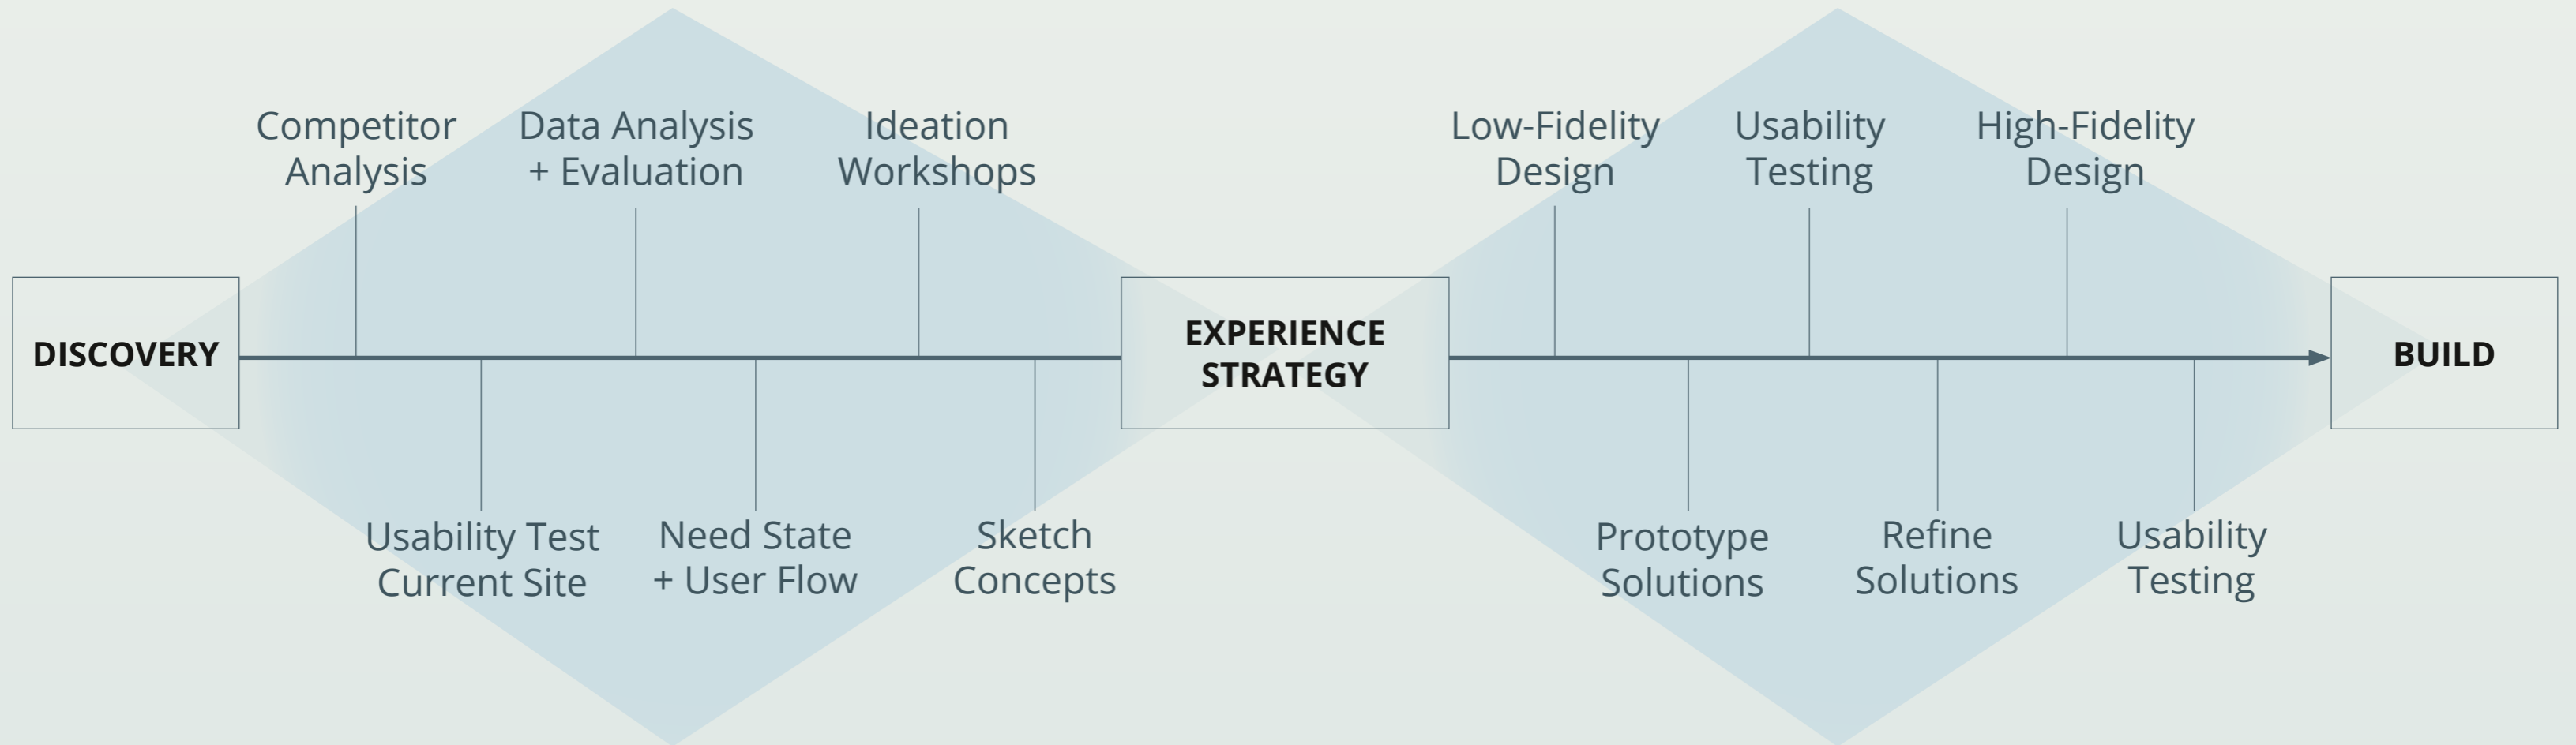 Competitor
Analysis
Data Analysis
+ Evaluation
Ideation
Workshops
Low-Fidelity
Design
Usability
Testing
High-Fidelity
Design
DISCOVERY
EXPERIENCE
STRATEGY
BUILD
Usability Test
Current Site
Need State
+ User Flow
Sketch
Concepts
Prototype
Solutions
Refine
Solutions
Usability
Testing